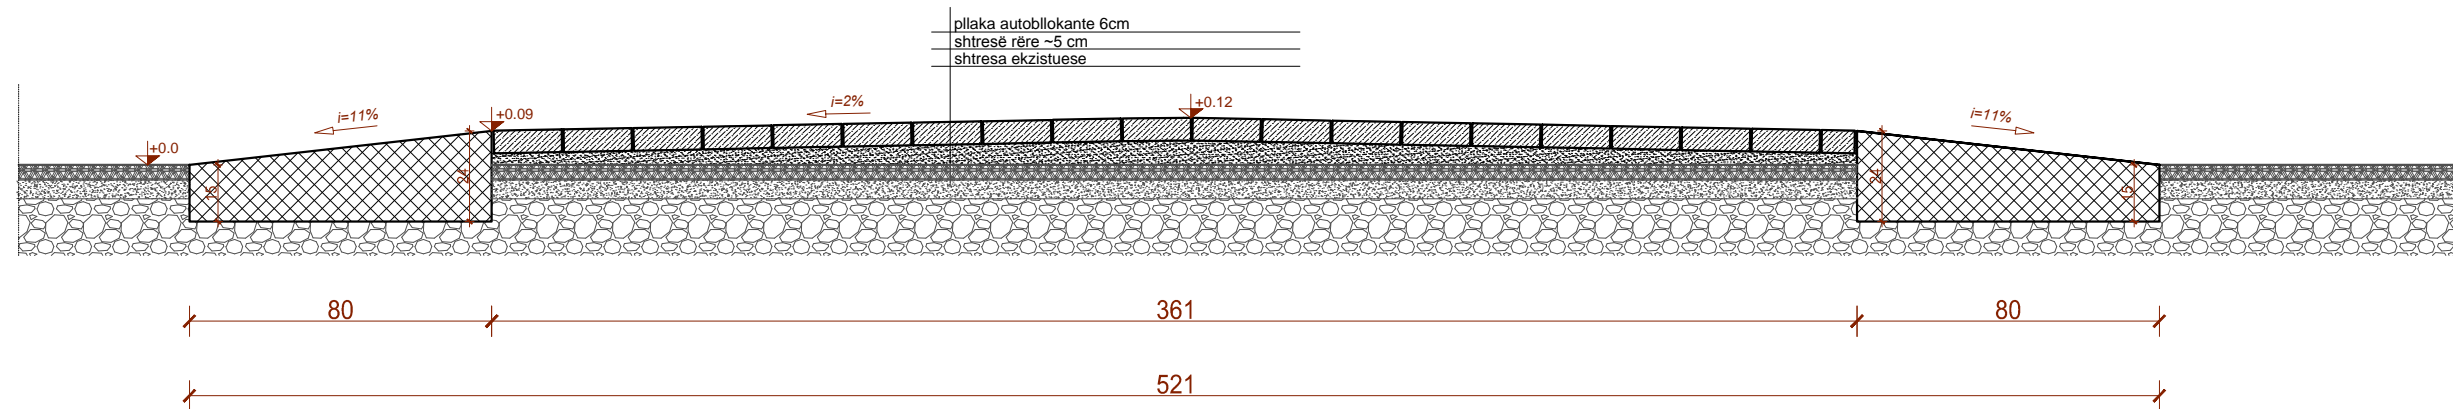 pllaka autobllokante 6cm
shtresë rëre ~5 cm
shtresa ekzistuese
i=11%
i=2%
i=11%
+0.0
+0.09
+0.12
15
24
24
15
80
361
80
521